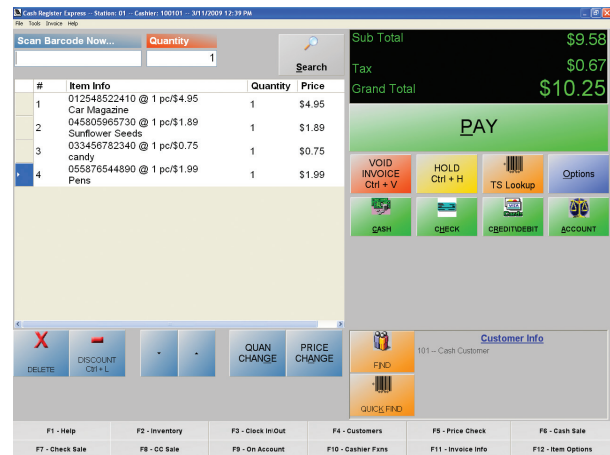 Cash Register Express -- Station: 01 -- Cashier: 100101 -- 3/11/2009 12:39 PM
File Tools Invoice Help
Scan Barcode Now... Quantity
1
Search
# Item Info Quantity Price
1 012548522410 @ 1 pc/$4.95 1 $4.95
Car Magazine
2 045805965730 @ 1 pc/$1.89 1 $1.89
Sunflower Seeds
3 033456782340 @ 1 pc/$0.75 1 $0.75
candy
4 055876544890 @ 1 pc/$1.99 1 $1.99
Pens
Sub Total $9.58
Tax $0.67
Grand Total $10.25
PAY
VOID INVOICE Ctrl + V
HOLD Ctrl + H
TS Lookup
Options
CASH
CHECK
CREDIT\DEBIT
ACCOUNT
DELETE
DISCOUNT Ctrl + L
QUAN CHANGE
PRICE CHANGE
FIND
Customer Info
101 -- Cash Customer
QUICK FIND
F1 - Help F2 - Inventory F3 - Clock In\Out F4 - Customers F5 - Price Check F6 - Cash Sale
F7 - Check Sale F8 - CC Sale F9 - On Account F10 - Cashier Fxns F11 - Invoice Info F12 - Item Options